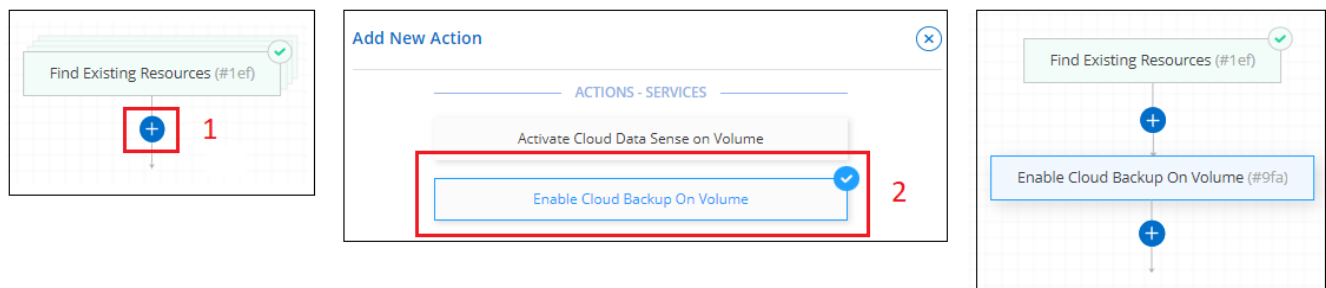 Find Existing Resources (#1ef)
1
Add New Action
ACTIONS - SERVICES
Activate Cloud Data Sense on Volume
Enable Cloud Backup On Volume
2
Find Existing Resources (#1ef)
Enable Cloud Backup On Volume (#9fa)